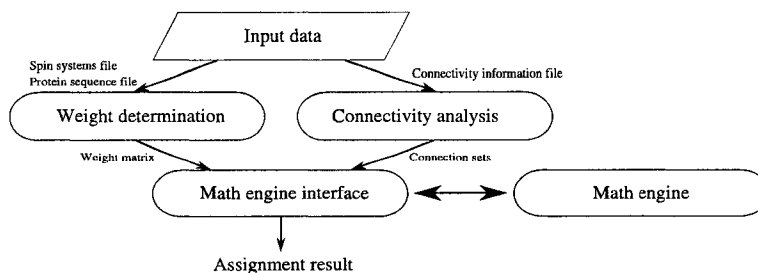 Input data
Spin systems file
Protein sequence file
Connectivity information file
Weight determination
Connectivity analysis
Weight matrix
Connection sets
Math engine interface
Math engine
Assignment result